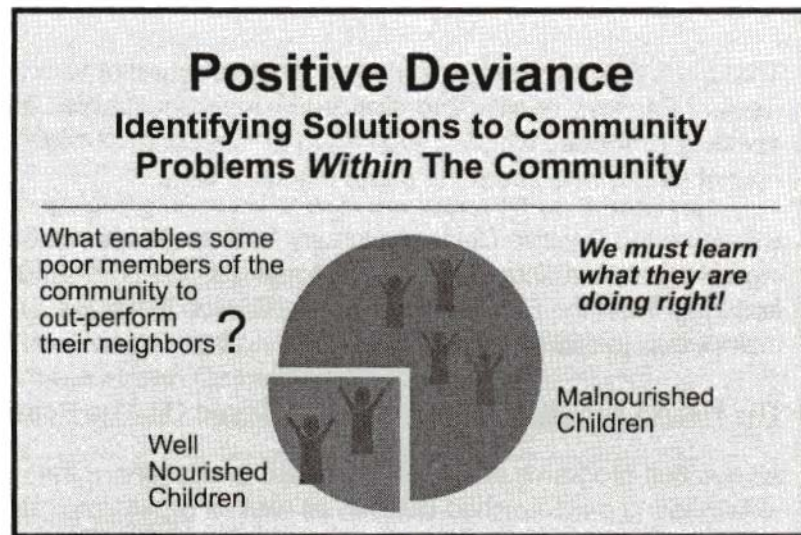 Positive Deviance
Identifying Solutions to Community
Problems Within The Community
What enables some
poor members of the
community to
out-perform
their neighbors ?
We must learn
what they are
doing right!
Malnourished
Children
Well
Nourished
Children